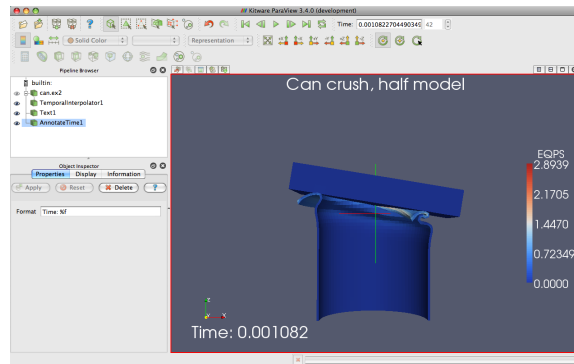 Kitware ParaView 3.4.0 (development)
Time: 0.0010822704490349 42
Solid Color
Representation
Pipeline Browser
builtin:
can.ex2
TemporalInterpolator1
Text1
AnnotateTime1
Object Inspector
Properties Display Information
Apply Reset Delete ?
Format Time: %f
Can crush, half model
EQPS
2.8939
2.1705
1.4470
0.72349
0.0000
Time: 0.001082